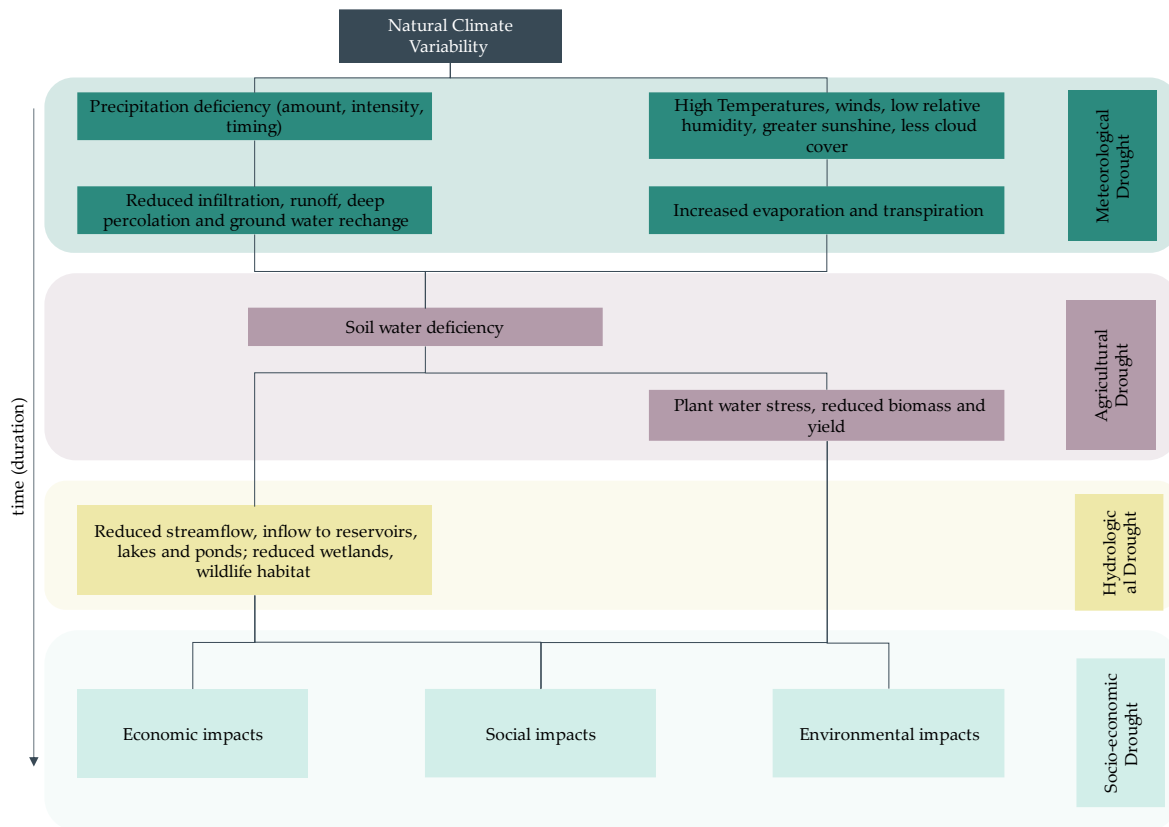 Natural Climate
Variability
Precipitation deficiency (amount, intensity,
timing)
High Temperatures, winds, low relative
humidity, greater sunshine, less cloud
cover
Meteorological
Drought
Reduced infiltration, runoff, deep
percolation and ground water rechange
Increased evaporation and transpiration
Soil water deficiency
Agricultural
Drought
Plant water stress, reduced biomass and
yield
time (duration)
Reduced streamflow, inflow to reservoirs,
lakes and ponds; reduced wetlands,
wildlife habitat
Hydrologic
al Drought
Economic impacts
Social impacts
Environmental impacts
Socio-economic
Drought